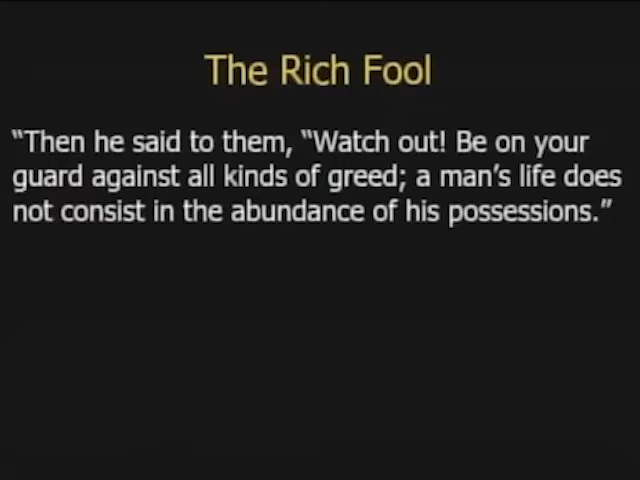 The Rich Fool
“Then he said to them, “Watch out! Be on your
guard against all kinds of greed; a man’s life does
not consist in the abundance of his possessions.”